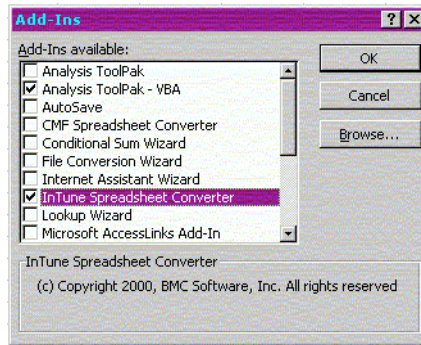 Add-Ins
Add-Ins available:
Analysis ToolPak
Analysis ToolPak - VBA
AutoSave
CMF Spreadsheet Converter
Conditional Sum Wizard
File Conversion Wizard
Internet Assistant Wizard
InTune Spreadsheet Converter
Lookup Wizard
Microsoft AccessLinks Add-In
OK
Cancel
Browse...
InTune Spreadsheet Converter
(c) Copyright 2000, BMC Software, Inc. All rights reserved